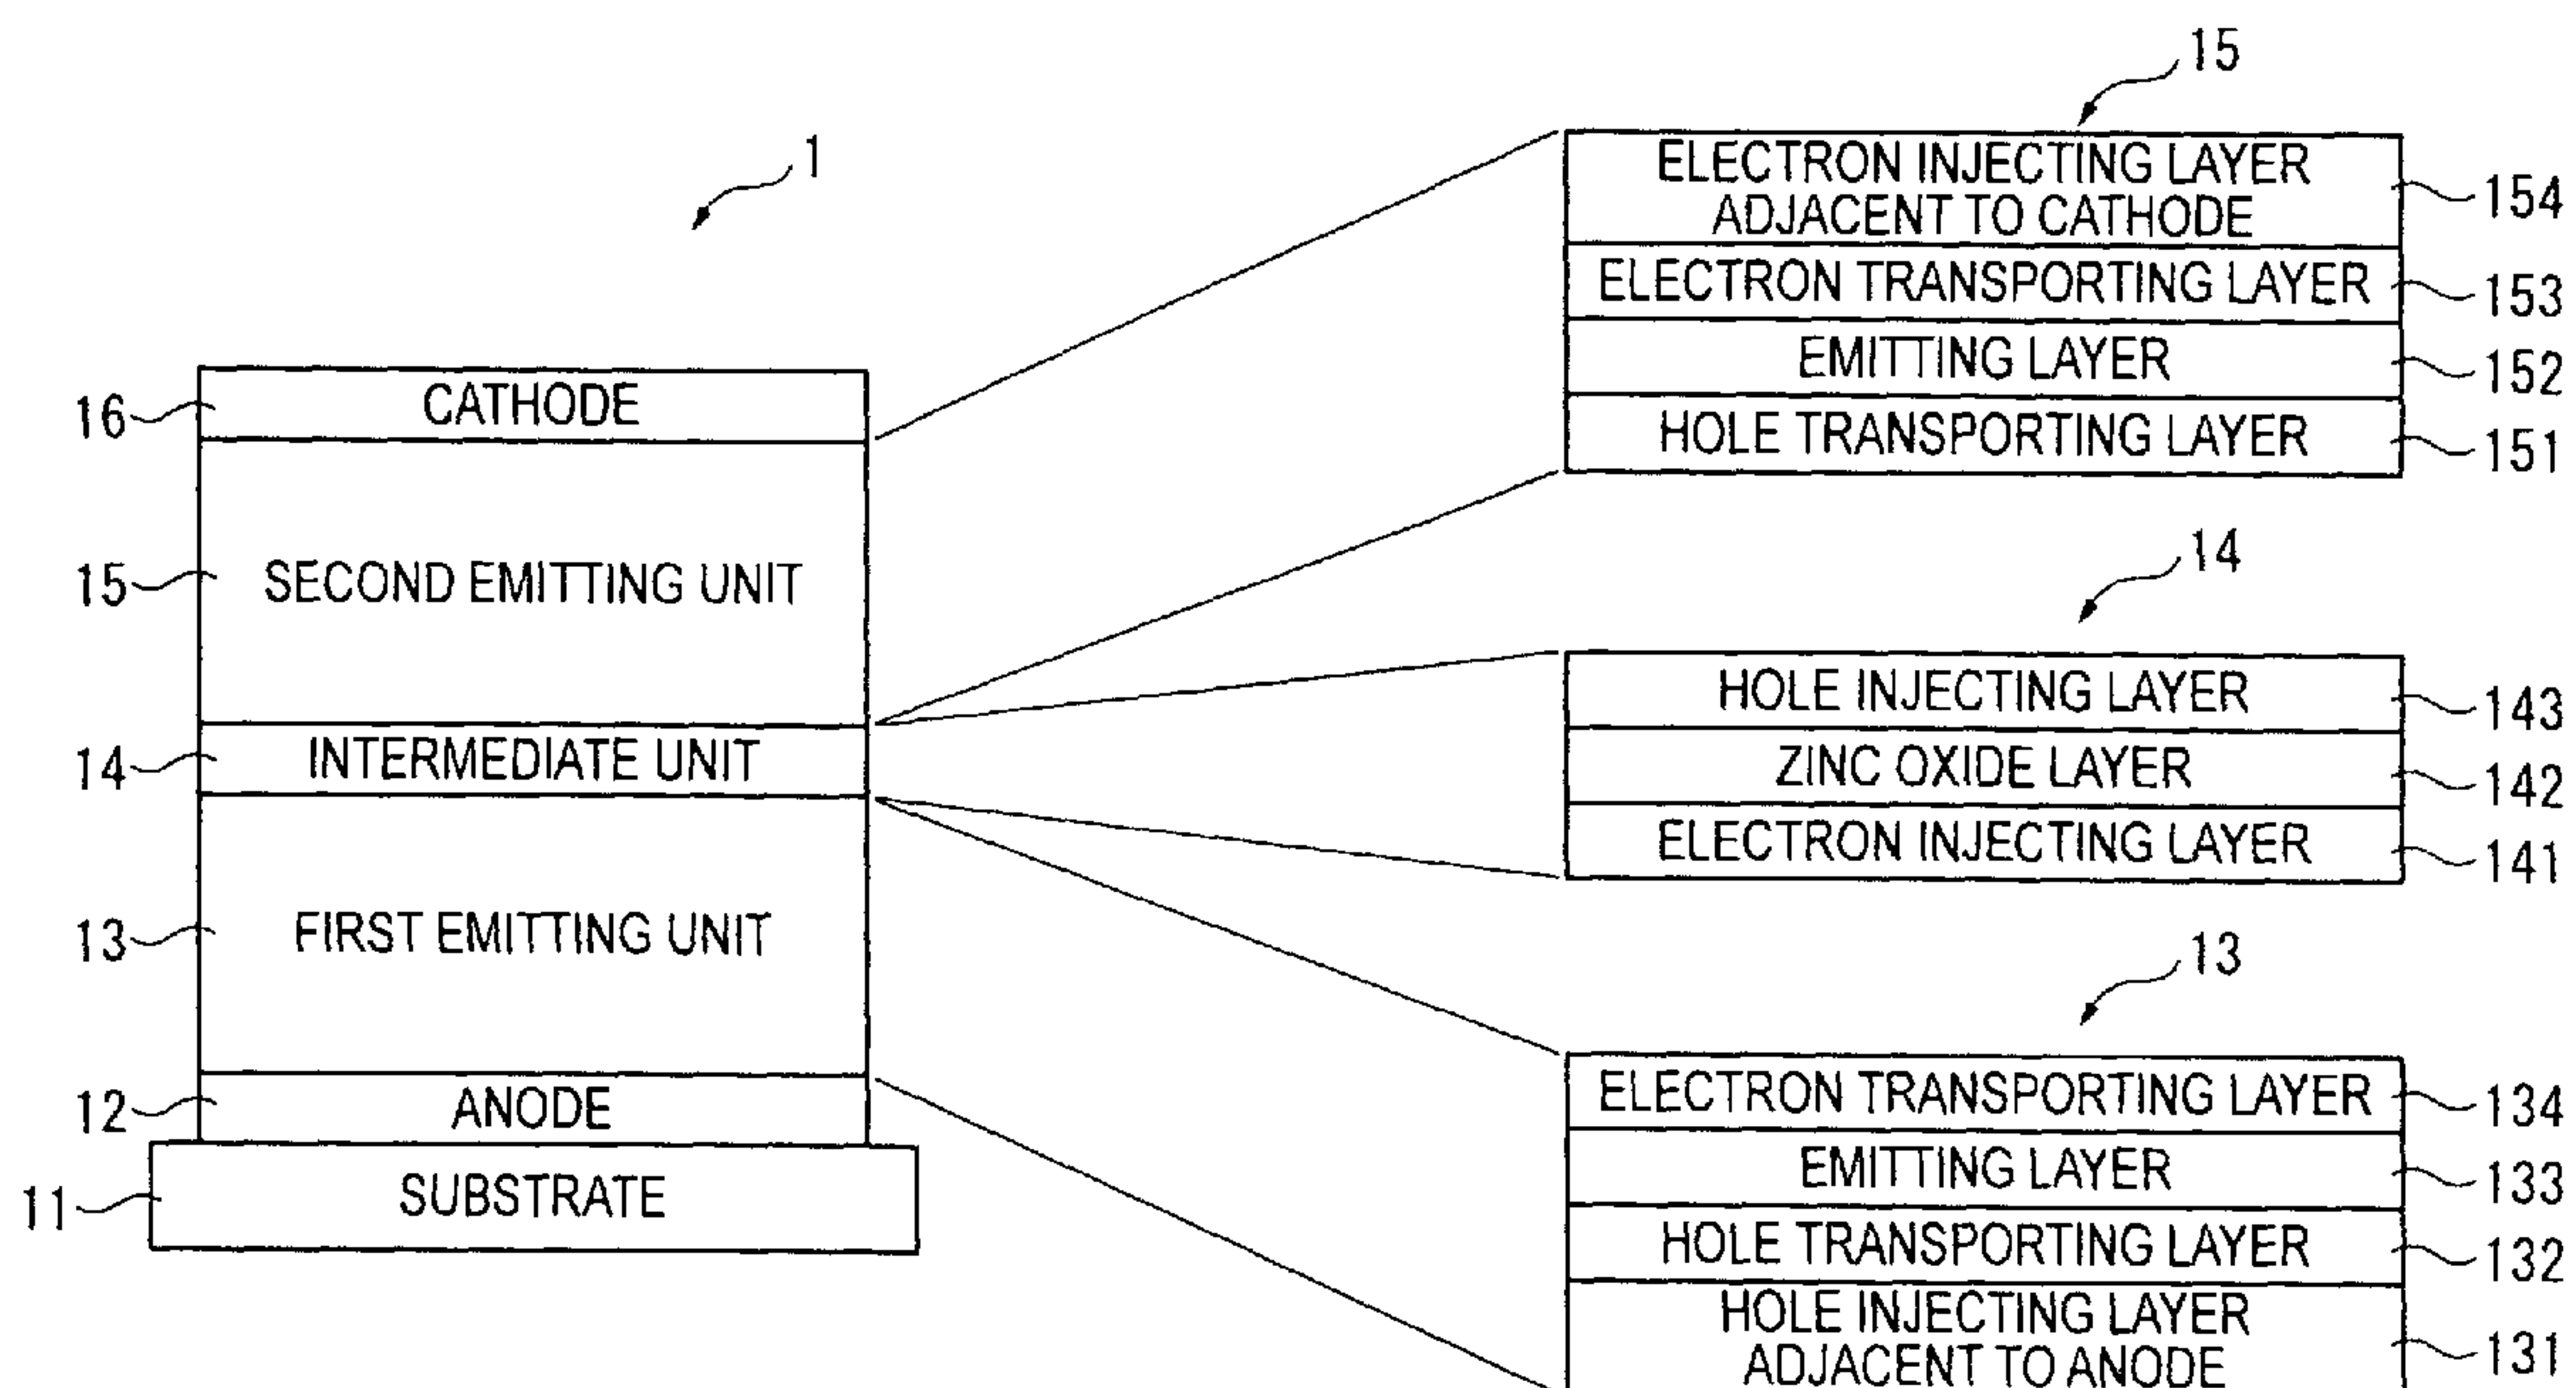 1
16 CATHODE
15 SECOND EMITTING UNIT
14 INTERMEDIATE UNIT
13 FIRST EMITTING UNIT
12 ANODE
11 SUBSTRATE
15
ELECTRON INJECTING LAYER
ADJACENT TO CATHODE 154
ELECTRON TRANSPORTING LAYER 153
EMITTING LAYER 152
HOLE TRANSPORTING LAYER 151
14
HOLE INJECTING LAYER 143
ZINC OXIDE LAYER 142
ELECTRON INJECTING LAYER 141
13
ELECTRON TRANSPORTING LAYER 134
EMITTING LAYER 133
HOLE TRANSPORTING LAYER 132
HOLE INJECTING LAYER
ADJACENT TO ANODE 131